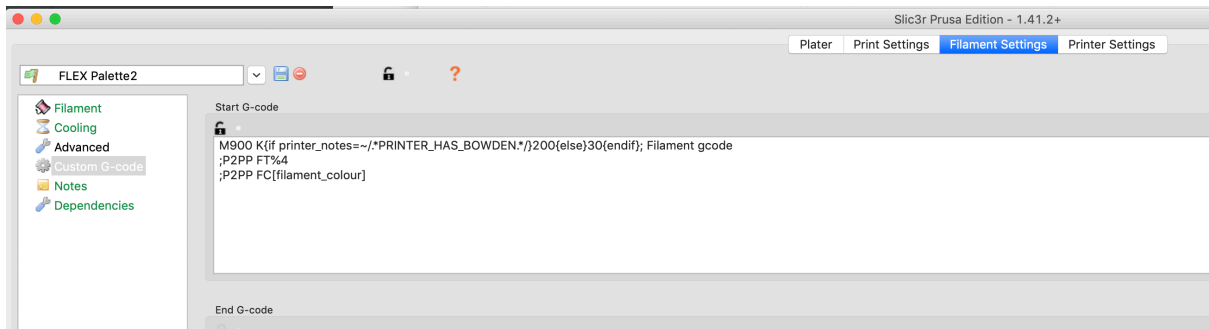 Slic3r Prusa Edition - 1.41.2+
Plater Print Settings Filament Settings Printer Settings
FLEX Palette2
?
Filament
Cooling
Advanced
Custom G-code
Notes
Dependencies
Start G-code
M900 K{if printer_notes=~/.*PRINTER_HAS_BOWDEN.*/}200{else}30{endif}; Filament gcode
;P2PP FT%4
;P2PP FC[filament_colour]
End G-code